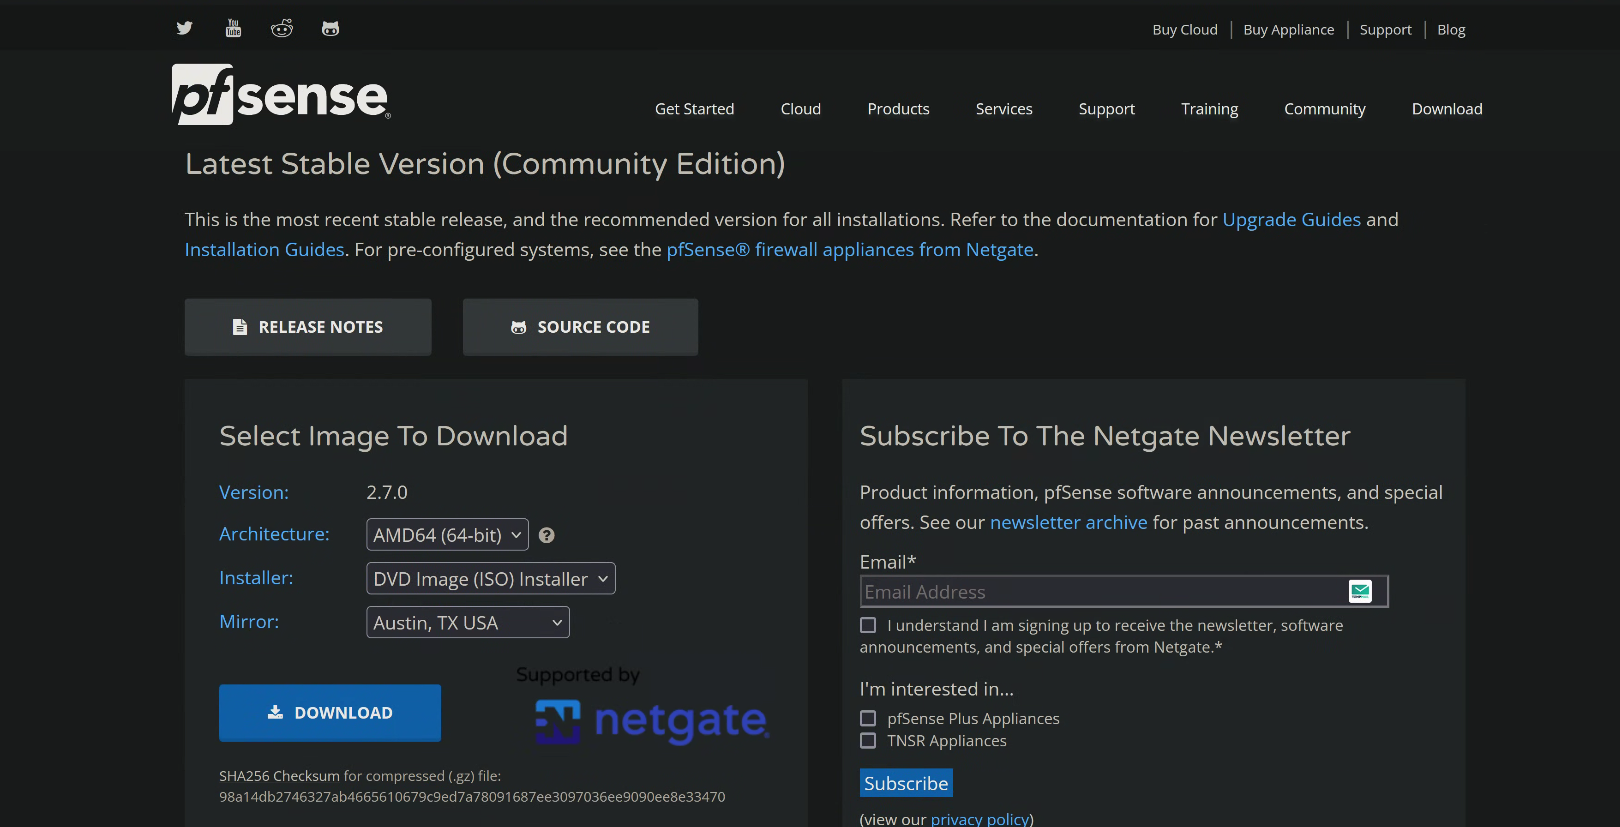 You
Tube
Buy Cloud
Buy Appliance
Support
Blog
pfsense®
Get Started
Cloud
Products
Services
Support
Training
Community
Download
Latest Stable Version (Community Edition)
This is the most recent stable release, and the recommended version for all installations. Refer to the documentation for Upgrade Guides and
Installation Guides. For pre-configured systems, see the pfSense® firewall appliances from Netgate.
RELEASE NOTES
SOURCE CODE
Select Image To Download
Version: 2.7.0
Architecture: AMD64 (64-bit)
Installer: DVD Image (ISO) Installer
Mirror: Austin, TX USA
DOWNLOAD
Supported by
netgate®
SHA256 Checksum for compressed (.gz) file:
98a14db2746327ab4665610679c9ed7a78091687ee3097036ee9090ee8e33470
Subscribe To The Netgate Newsletter
Product information, pfSense software announcements, and special
offers. See our newsletter archive for past announcements.
Email*
Email Address
I understand I am signing up to receive the newsletter, software
announcements, and special offers from Netgate.*
I'm interested in...
pfSense Plus Appliances
TNSR Appliances
Subscribe
(view our privacy policy)